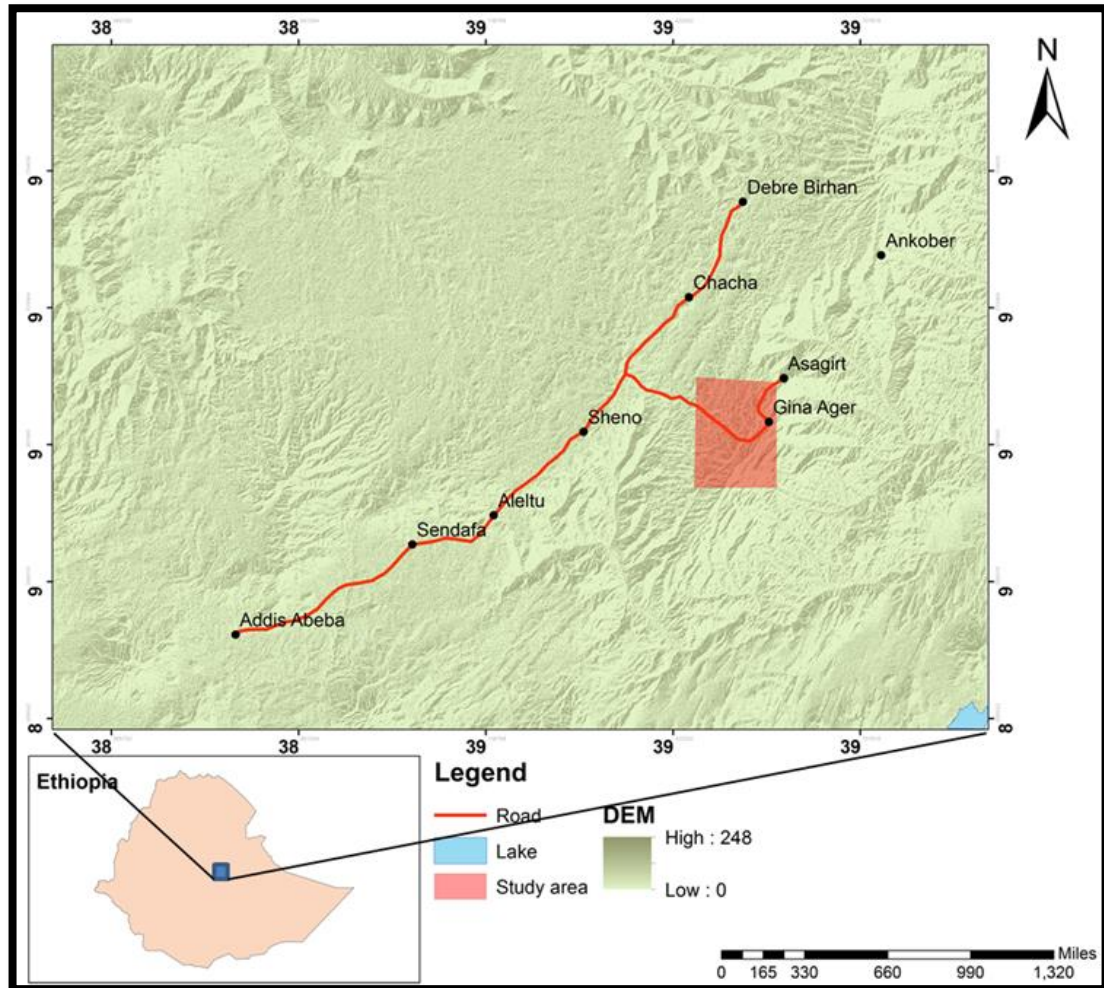 38 38 39 39 39
N
9
9
Debre Birhan
Ankober
Chacha
9
9
Asagirt
Gina Ager
Sheno
9
9
Aleltu
Sendafa
9
9
Addis Abeba
8
8
38 38 39 39 39
Ethiopia
Legend
Road
Lake
Study area
DEM
High : 248
Low : 0
Miles
0 165 330 660 990 1,320